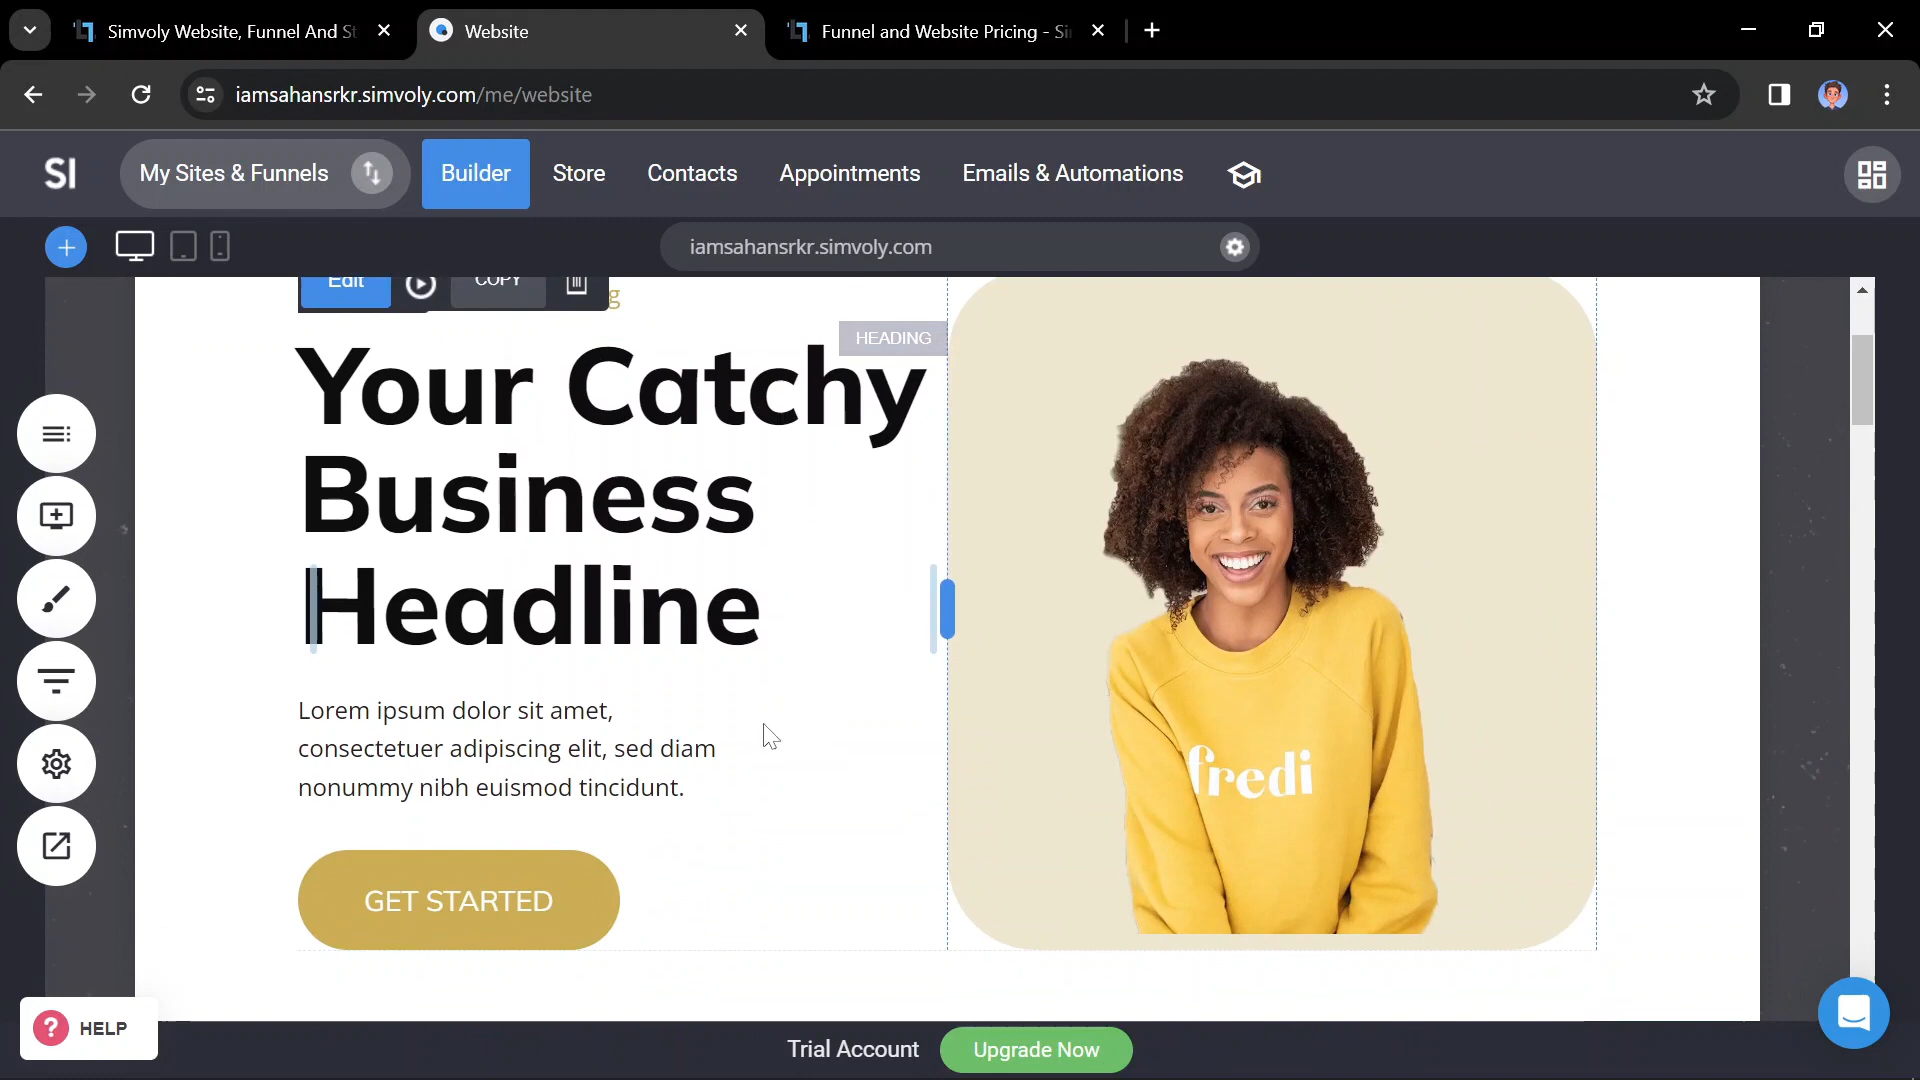 Simvoly Website, Funnel And St
Website
Funnel and Website Pricing - Si
iamsahansrkr.simvoly.com/me/website
SI
My Sites & Funnels
Builder
Store
Contacts
Appointments
Emails & Automations
iamsahansrkr.simvoly.com
Edit
COPY
g
HEADING
Your Catchy
Business
Headline
Lorem ipsum dolor sit amet,
consectetuer adipiscing elit, sed diam
nonummy nibh euismod tincidunt.
GET STARTED
fredi
? HELP
Trial Account
Upgrade Now